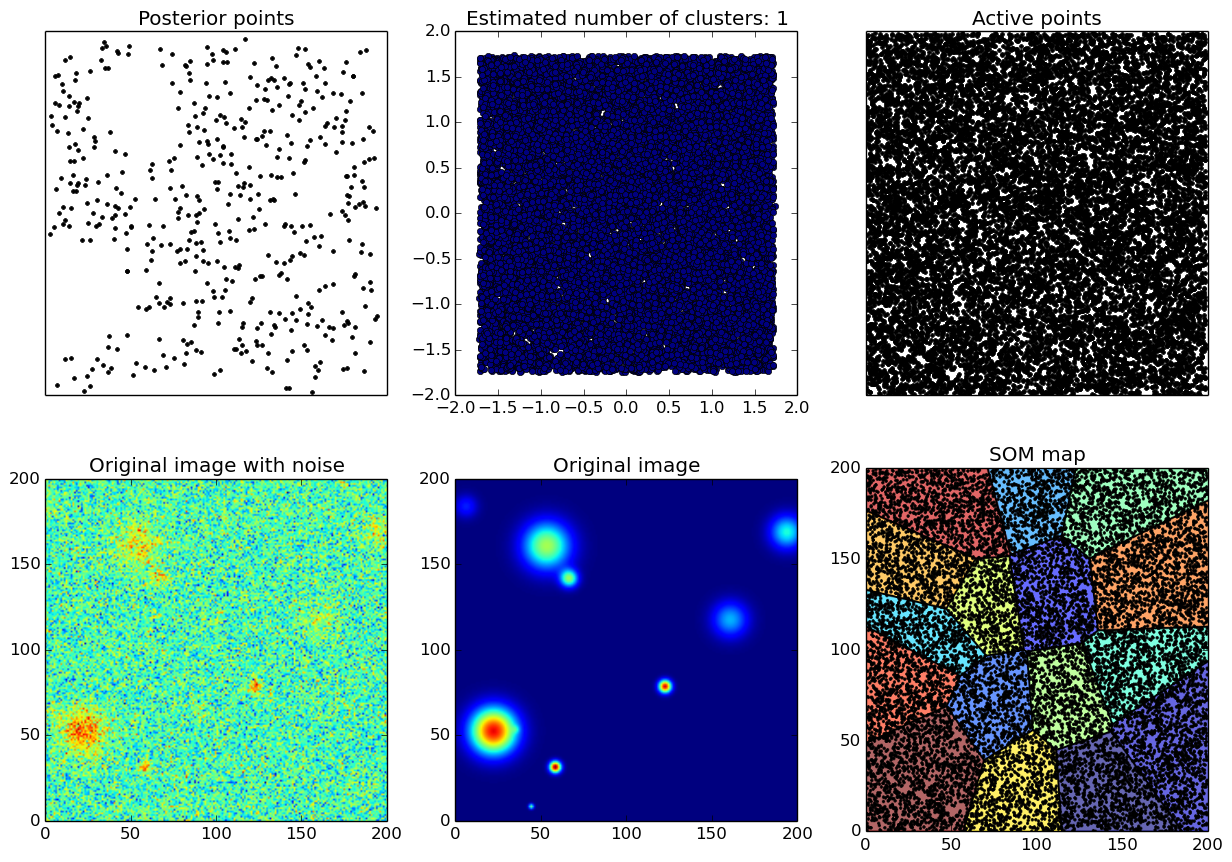 Posterior points
Estimated number of clusters: 1
Active points
2.0
1.5
1.0
0.5
0.0
−0.5
−1.0
−1.5
−2.0
−2.0 −1.5 −1.0 −0.5 0.0 0.5 1.0 1.5 2.0
Original image with noise
Original image
SOM map
200
150
100
50
0
0 50 100 150 200
200
150
100
50
0
0 50 100 150 200
200
150
100
50
0
0 50 100 150 200